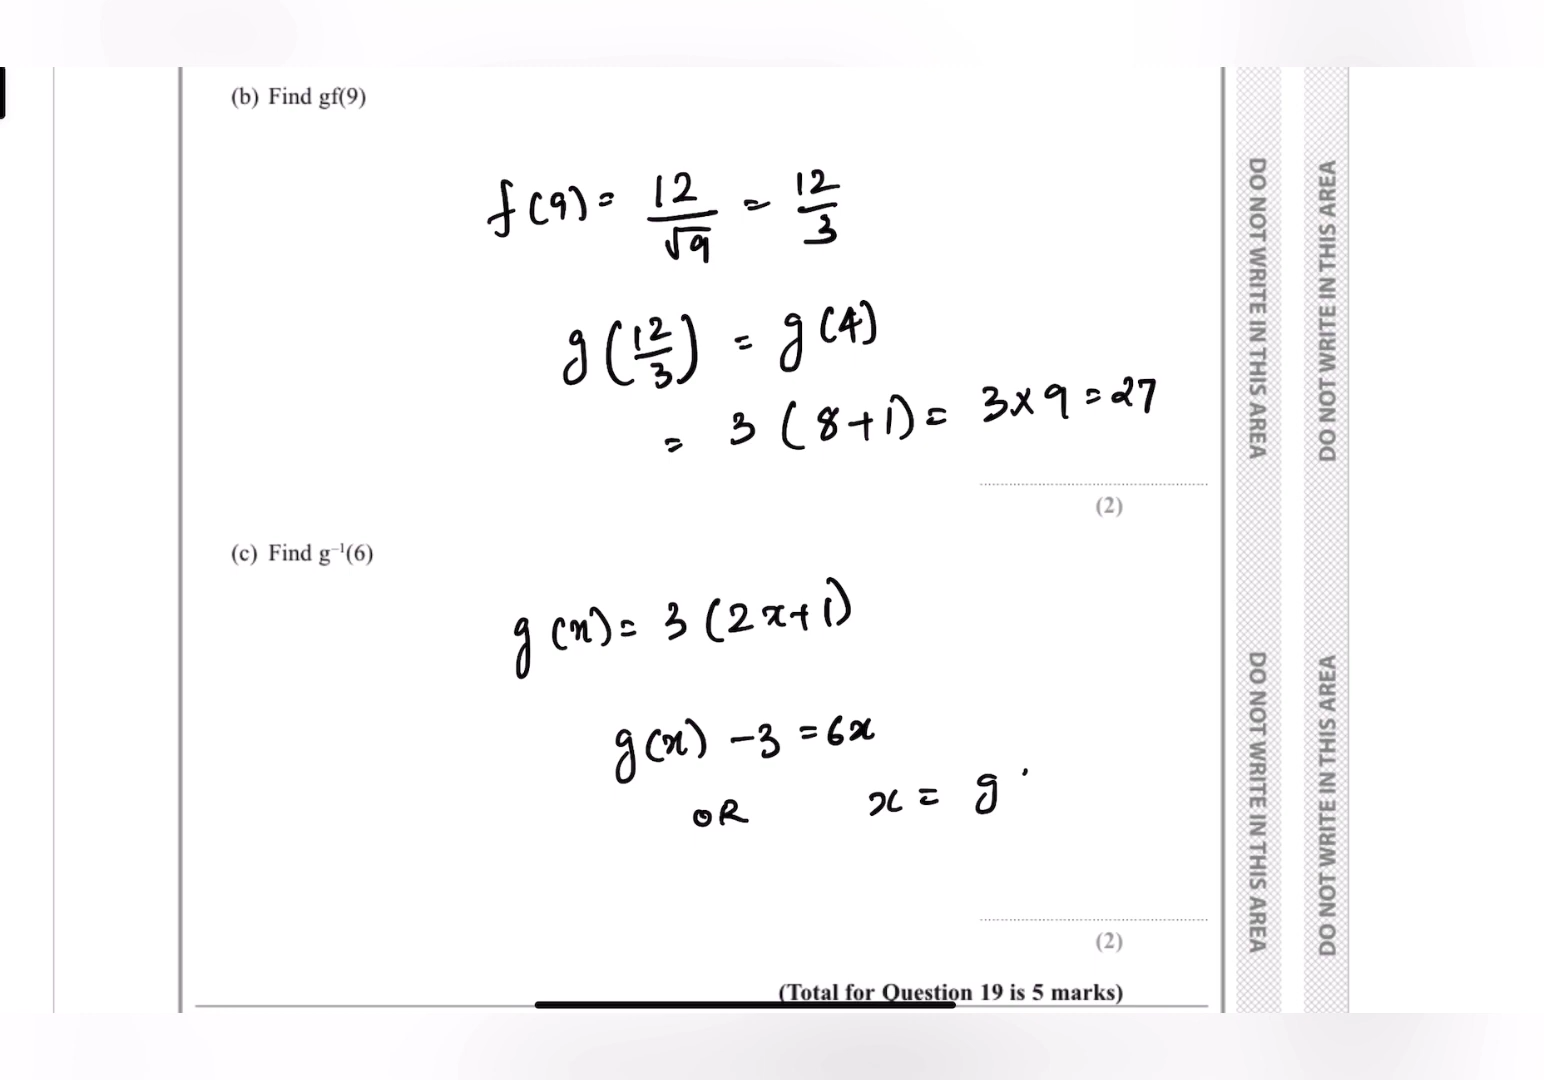 (b) Find gf(9)
f(9) = 12/√9 = 12/3
g(12/3) = g(4)
= 3(8+1) = 3×9 = 27
(2)
(c) Find g⁻¹(6)
g(x) = 3(2x+1)
g(x) -3 = 6x
OR x = g
(2)
(Total for Question 19 is 5 marks)
DO NOT WRITE IN THIS AREA
DO NOT WRITE IN THIS AREA
DO NOT WRITE IN THIS AREA
DO NOT WRITE IN THIS AREA